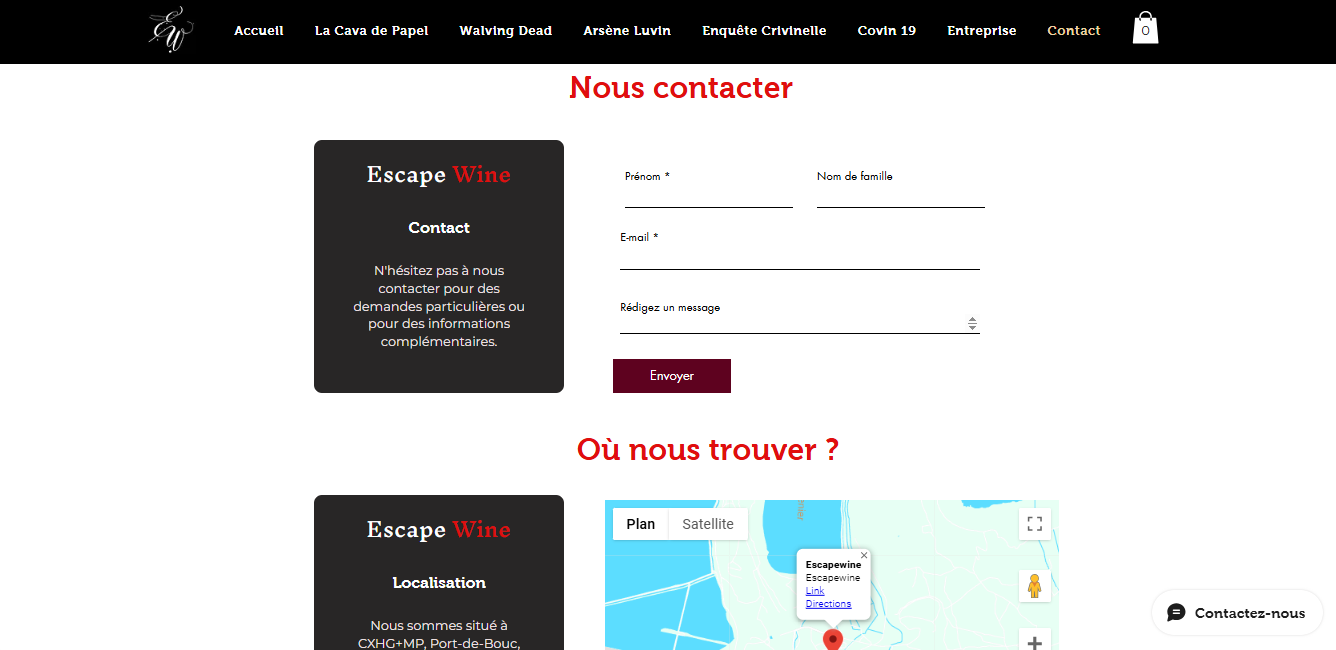 EW
Accueil La Cava de Papel Walving Dead Arsène Luvin Enquête Crivinelle Covin 19 Entreprise Contact 0
Nous contacter
Escape Wine
Contact
N'hésitez pas à nous
contacter pour des
demandes particulières ou
pour des informations
complémentaires.
Prénom * Nom de famille
E-mail *
Rédigez un message
Envoyer
Où nous trouver ?
Escape Wine
Localisation
Nous sommes situé à
CXHG+MP, Port-de-Bouc,
Plan Satellite
Escapewine
Escapewine
Link
Directions
Contactez-nous